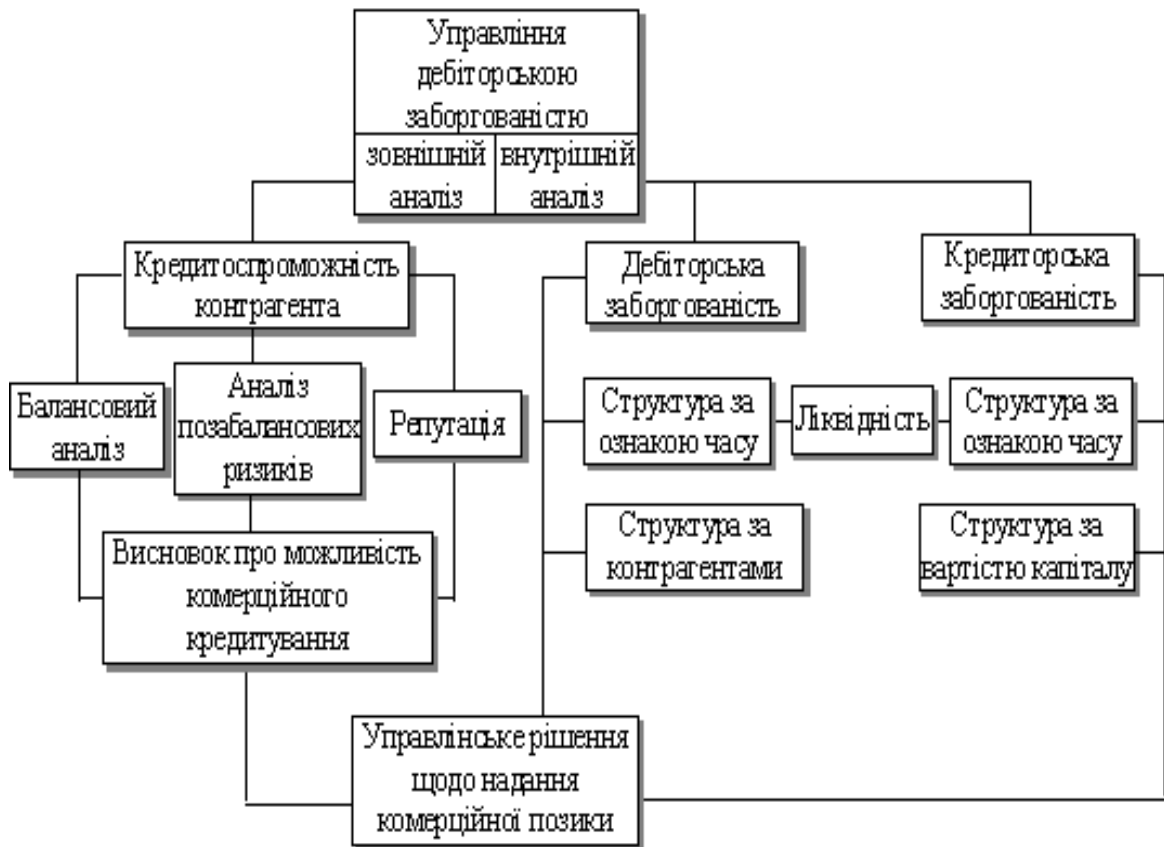 Управління
дебіторською
заборгованістю
зовнішній
аналіз
внутрішній
аналіз
Кредитоспроможність
контрагента
Дебіторська
заборгованість
Кредиторська
заборгованість
Балансовий
аналіз
Аналіз
позабалансових
ризиків
Репутація
Структура за
ознакою часу
Ліквідність
Структура за
ознакою часу
Висновок про можливість
комерційного
кредитування
Структура за
контрагентами
Структура за
вартістю капіталу
Управлінське рішення
щодо надання
комерційної позики